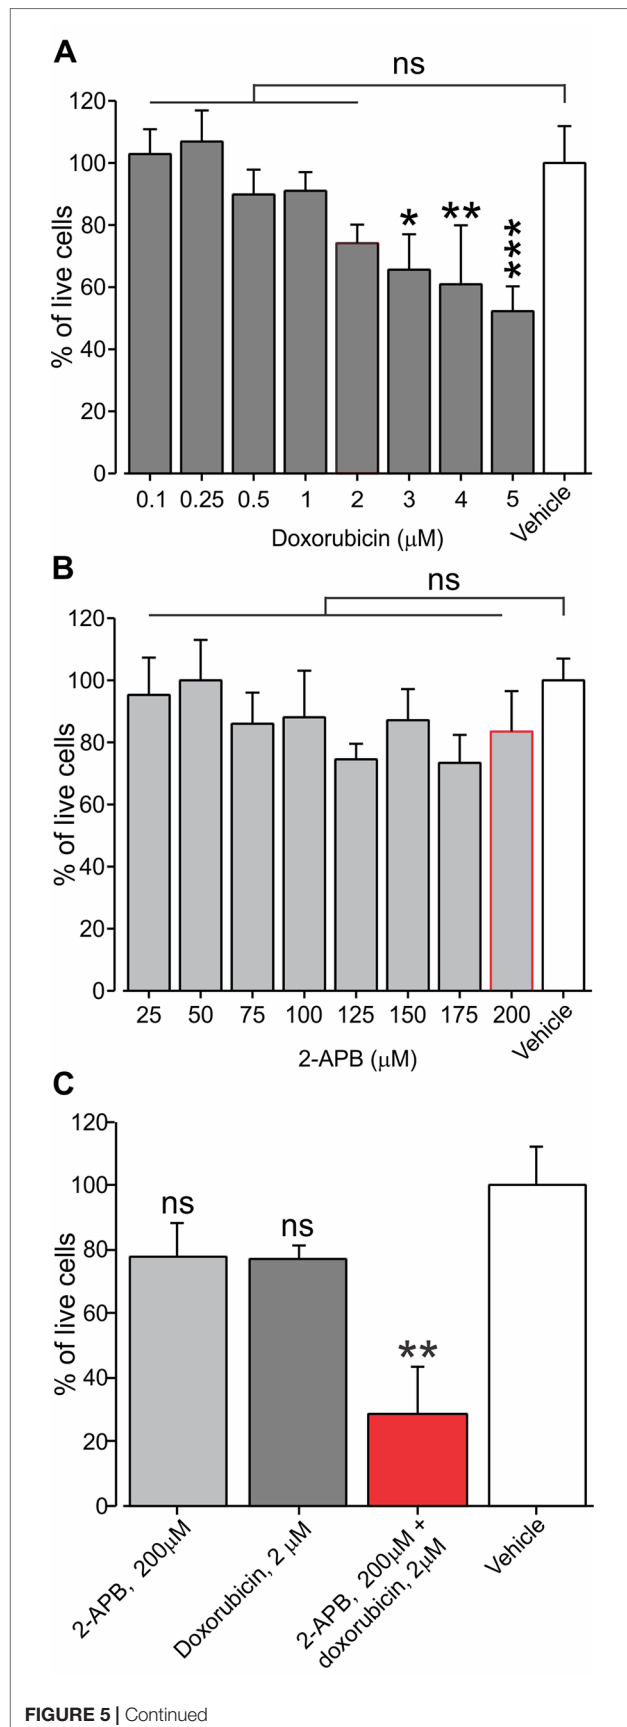 A
ns
120
100
80
60
40
20
0
% of live cells
*
**
***
0.1 0.25 0.5 1 2 3 4 5 Vehicle
Doxorubicin (μM)
B
ns
120
100
80
60
40
20
0
% of live cells
25 50 75 100 125 150 175 200 Vehicle
2-APB (μM)
C
120
100
80
60
40
20
0
% of live cells
ns
ns
**
2-APB, 200μM
Doxorubicin, 2 μM
2-APB, 200μM +
doxorubicin, 2μM
Vehicle
FIGURE 5 | Continued